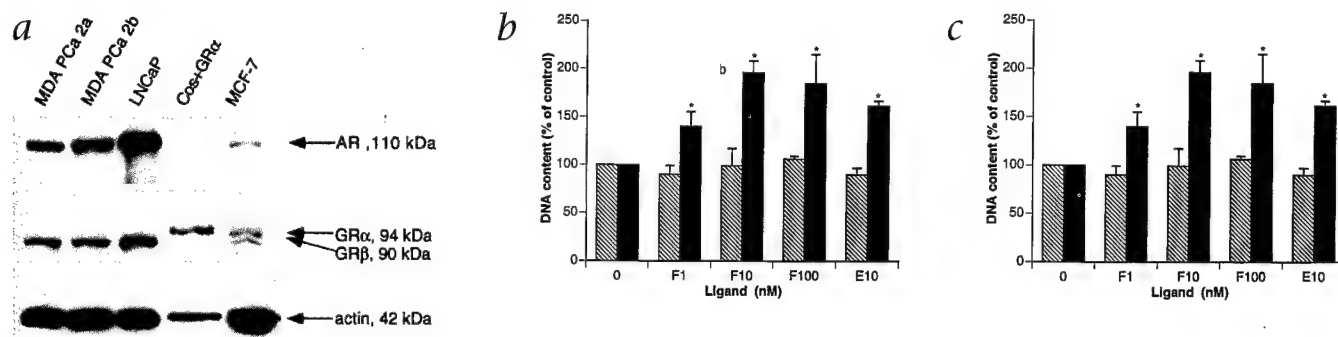 a
MDA PCa 2a
MDA PCa 2b
LNCaP
Cos+GRα
MCF-7
AR ,110 kDa
GRα, 94 kDa
GRβ, 90 kDa
actin, 42 kDa
b
DNA content (% of control)
250
200
150
100
50
0
b
*
*
*
*
0
F1
F10
F100
E10
Ligand (nM)
c
DNA content (% of control)
250
200
150
100
50
0
*
*
*
*
0
F1
F10
F100
E10
Ligand (nM)